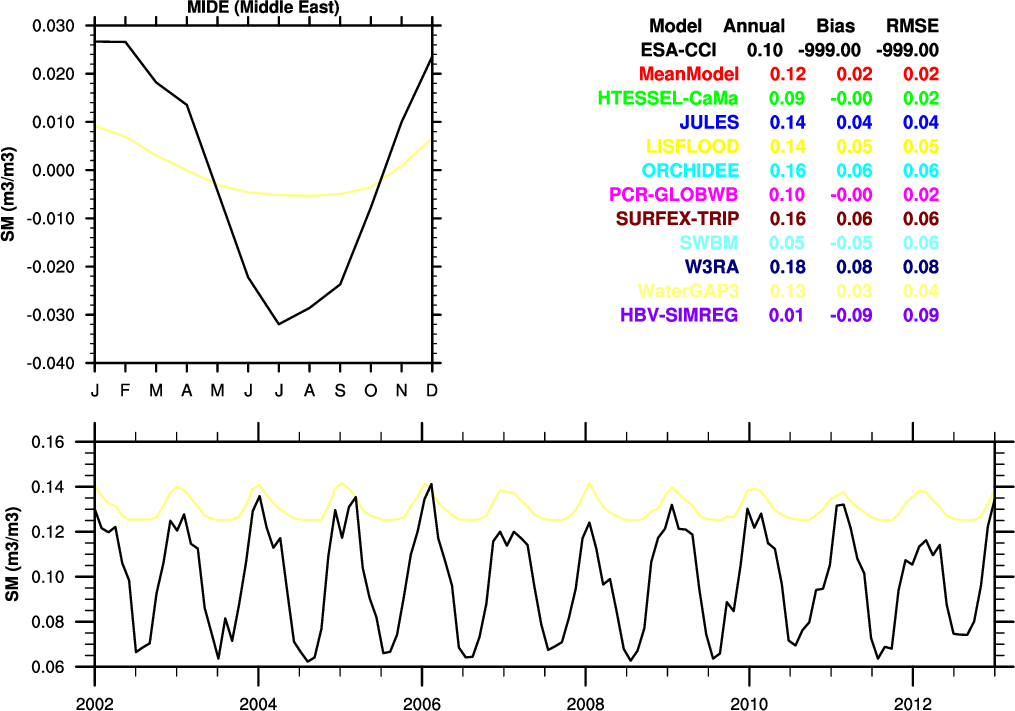 MIDE (Middle East)
0.030
0.020
0.010
0.000
-0.010
-0.020
-0.030
-0.040
SM (m3/m3)
J F M A M J J A S O N D
Model Annual Bias RMSE
ESA-CCI 0.10 -999.00 -999.00
MeanModel 0.12 0.02 0.02
HTESSEL-CaMa 0.09 -0.00 0.02
JULES 0.14 0.04 0.04
LISFLOOD 0.14 0.05 0.05
ORCHIDEE 0.16 0.06 0.06
PCR-GLOBWB 0.10 -0.00 0.02
SURFEX-TRIP 0.16 0.06 0.06
SWBM 0.05 -0.05 0.06
W3RA 0.18 0.08 0.08
WaterGAP3 0.13 0.03 0.04
HBV-SIMREG 0.01 -0.09 0.09
0.16
0.14
0.12
0.10
0.08
0.06
SM (m3/m3)
2002 2004 2006 2008 2010 2012